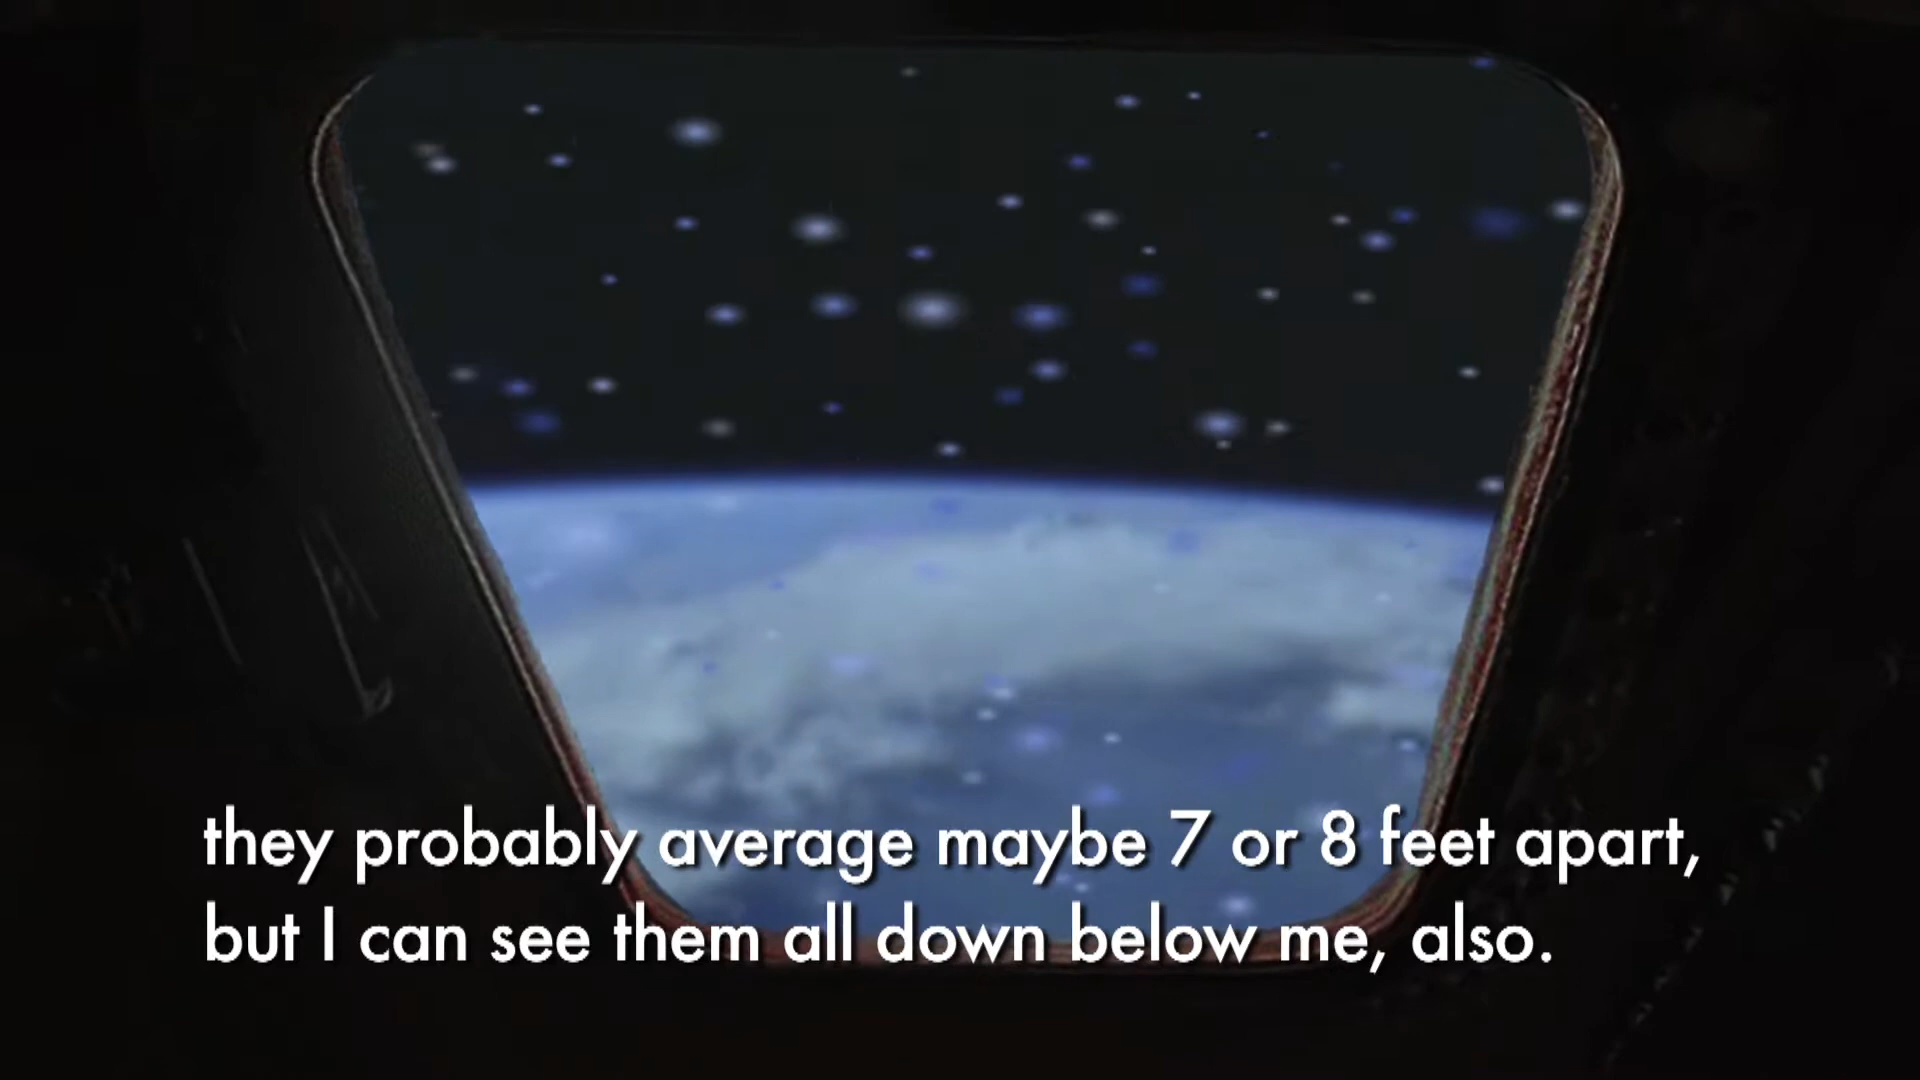 they probably average maybe 7 or 8 feet apart,
but I can see them all down below me, also.